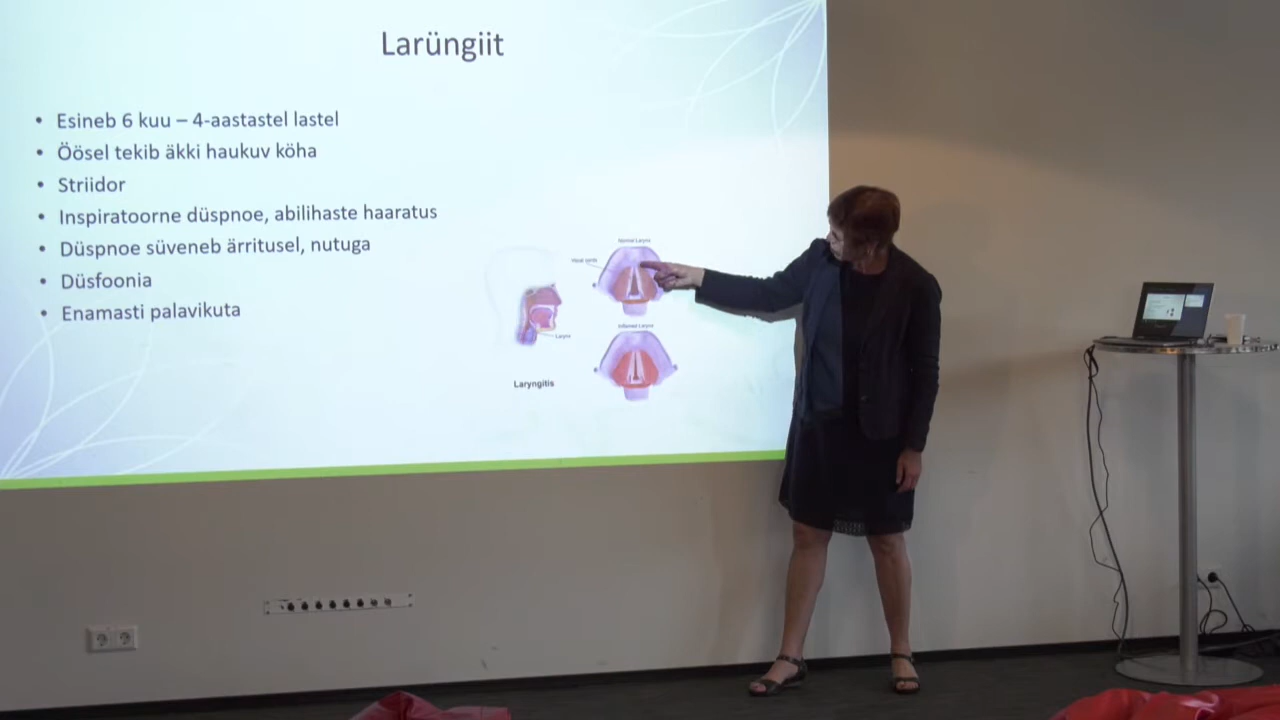 Larüngiit
• Esineb 6 kuu – 4-aastastel lastel
• Öösel tekib äkki haukuv köha
• Striidor
• Inspiratoorne düspnoe, abilihaste haaratus
• Düspnoe süveneb ärritusel, nutuga
• Düsfoonia
• Enamasti palavikuta
Normal Larynx
Vocal cords
Larynx
Inflamed Larynx
Laryngitis